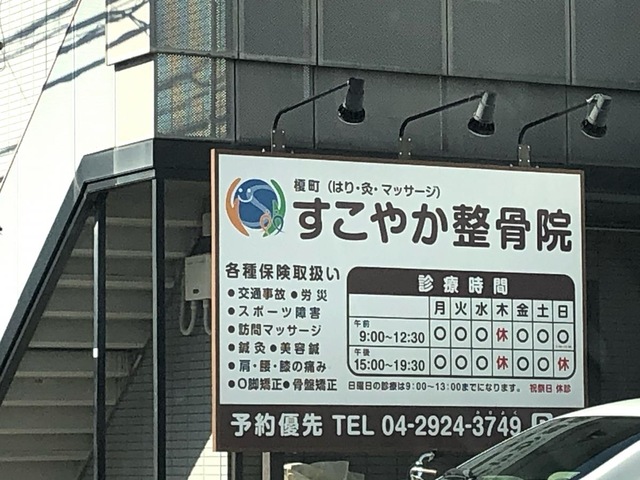 榎町（はり・灸・マッサージ）
すこやか整骨院
各種保険取扱い
●交通事故 ●労災
●スポーツ障害
●訪問マッサージ
●鍼灸 ●美容鍼
●肩・腰・膝の痛み
●O脚矯正 ●骨盤矯正
診療時間
月 火 水 木 金 土 日
午前 9:00~12:30 〇 〇 〇 休 〇 〇 〇
午後 15:00~19:30 〇 〇 〇 休 〇 〇 休
日曜日の診療は9:00~13:00までになります。 祝祭日 休診
予約優先 TEL 04-2924-3749